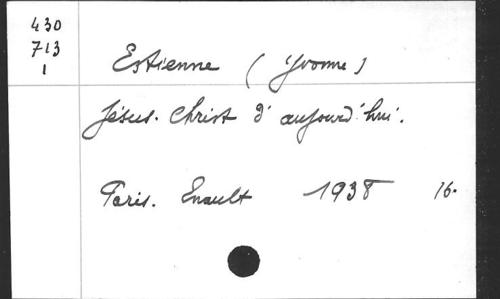 430
713
1
Estienne (Yvonne)
Jésus-Christ d'aujourd'hui.
Paris. Enault 1938 16.